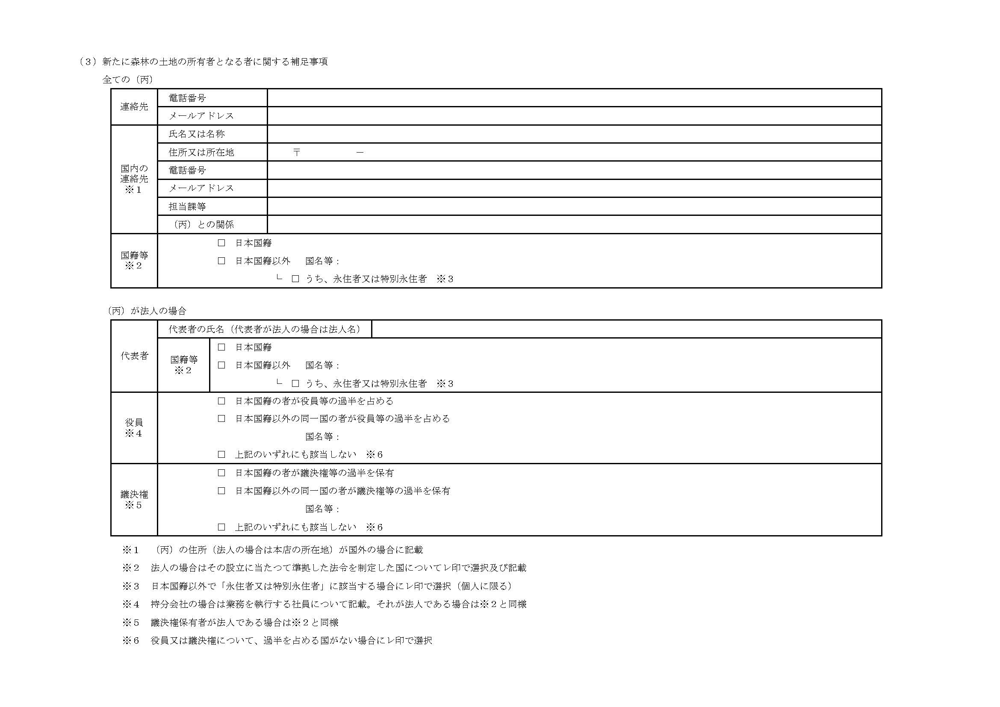 （３）新たに森林の土地の所有者となる者に関する補足事項
全ての（丙）
連絡先
電話番号
メールアドレス
国内の
連絡先
※１
氏名又は名称
住所又は所在地　〒　　　－
電話番号
メールアドレス
担当課等
（丙）との関係
国籍等
※２
□　日本国籍
□　日本国籍以外　国名等：
└　□ うち、永住者又は特別永住者　※３
（丙）が法人の場合
代表者
代表者の氏名（代表者が法人の場合は法人名）
国籍等
※２
□　日本国籍
□　日本国籍以外　国名等：
└　□ うち、永住者又は特別永住者　※３
役員
※４
□　日本国籍の者が役員等の過半を占める
□　日本国籍以外の同一国の者が役員等の過半を占める
国名等：
□　上記のいずれにも該当しない　※６
議決権
※５
□　日本国籍の者が議決権等の過半を保有
□　日本国籍以外の同一国の者が議決権等の過半を保有
国名等：
□　上記のいずれにも該当しない　※６
※１　（丙）の住所（法人の場合は本店の所在地）が国外の場合に記載
※２　法人の場合はその設立に当たつて準拠した法令を制定した国についてレ印で選択及び記載
※３　日本国籍以外で「永住者又は特別永住者」に該当する場合にレ印で選択（個人に限る）
※４　持分会社の場合は業務を執行する社員について記載。それが法人である場合は※２と同様
※５　議決権保有者が法人である場合は※２と同様
※６　役員又は議決権について、過半を占める国がない場合にレ印で選択